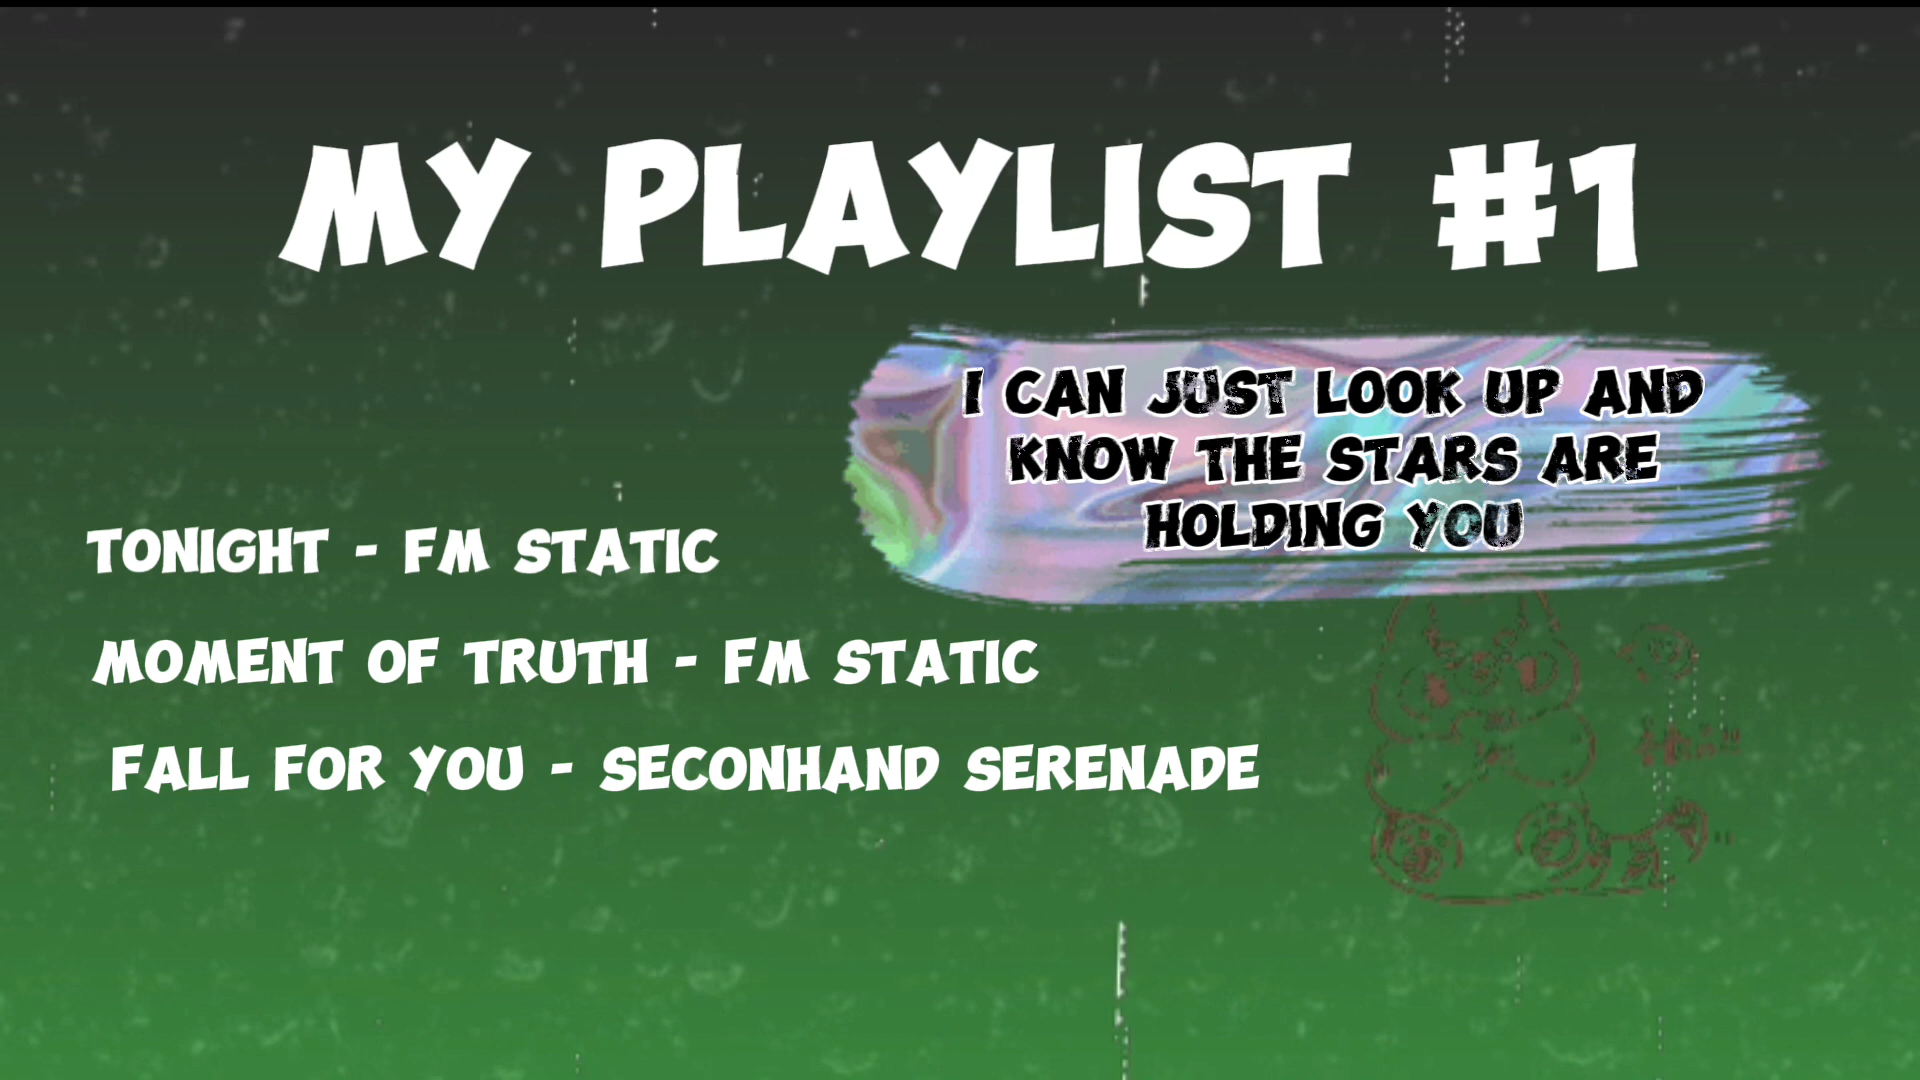 MY PLAYLIST #1
I CAN JUST LOOK UP AND
KNOW THE STARS ARE
HOLDING YOU
TONIGHT - FM STATIC
MOMENT OF TRUTH - FM STATIC
FALL FOR YOU - SECONHAND SERENADE